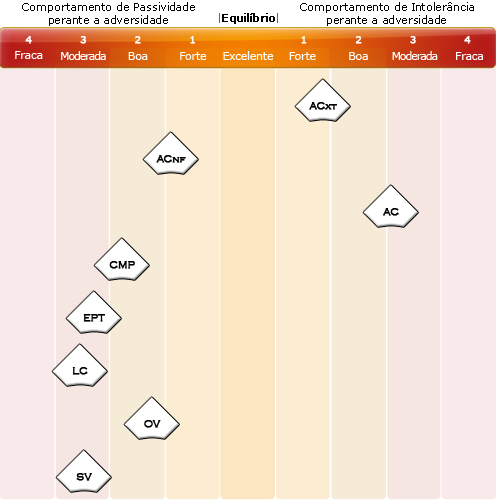 Comportamento de Passividade
perante a adversidade
|Equilíbrio|
Comportamento de Intolerância
perante a adversidade
4 3 2 1 1 2 3 4
Fraca Moderada Boa Forte Excelente Forte Boa Moderada Fraca
ACXT
ACNF
AC
CMP
EPT
LC
OV
SV